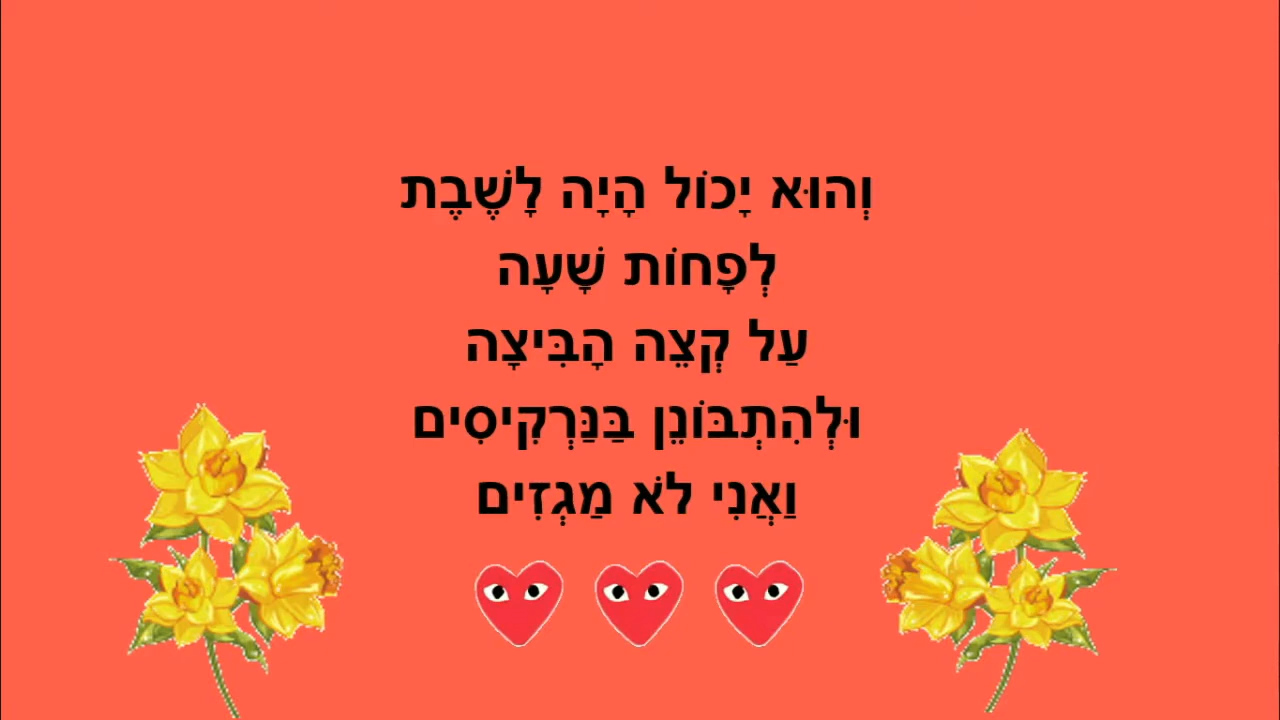 וְהוּא יָכוֹל הָיָה לָשֶׁבֶת
לְפָחוֹת שָׁעָה
עַל קְצֵה הָבִּיצָה
וּלְהִתְבּוֹנֵן בַּנַּרְקִיסִים
וַאֲנִי לֹא מַגְזִים